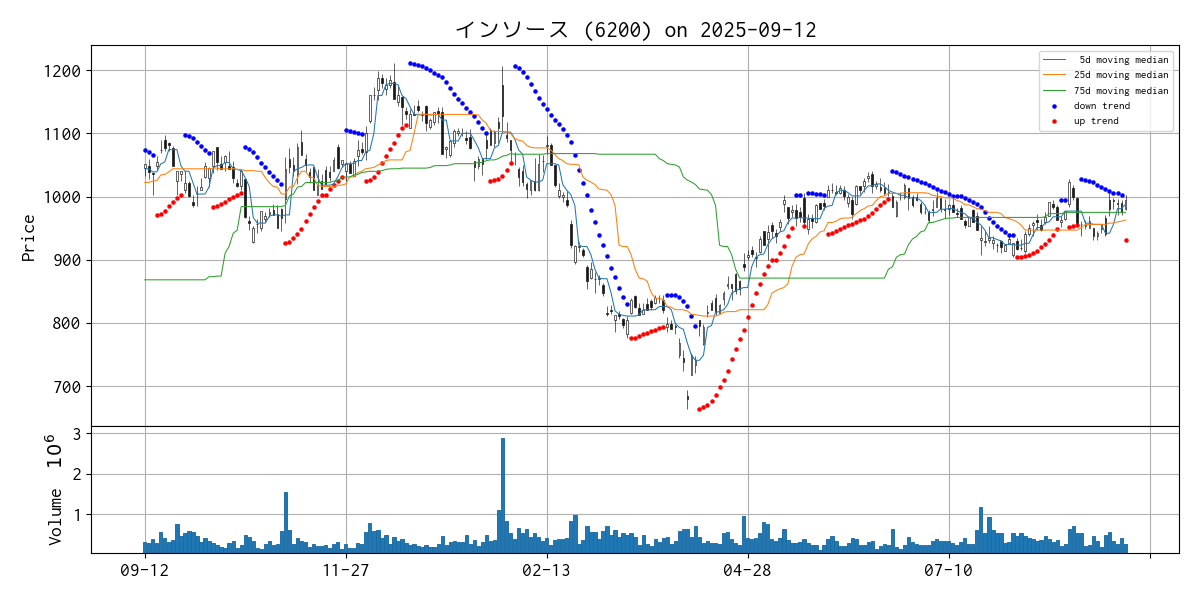 インソース (6200) on 2025-09-12
1200
1100
1000
900
800
700
Price
5d moving median
25d moving median
75d moving median
down trend
up trend
3
2
1
Volume 10^6
09-12
11-27
02-13
04-28
07-10